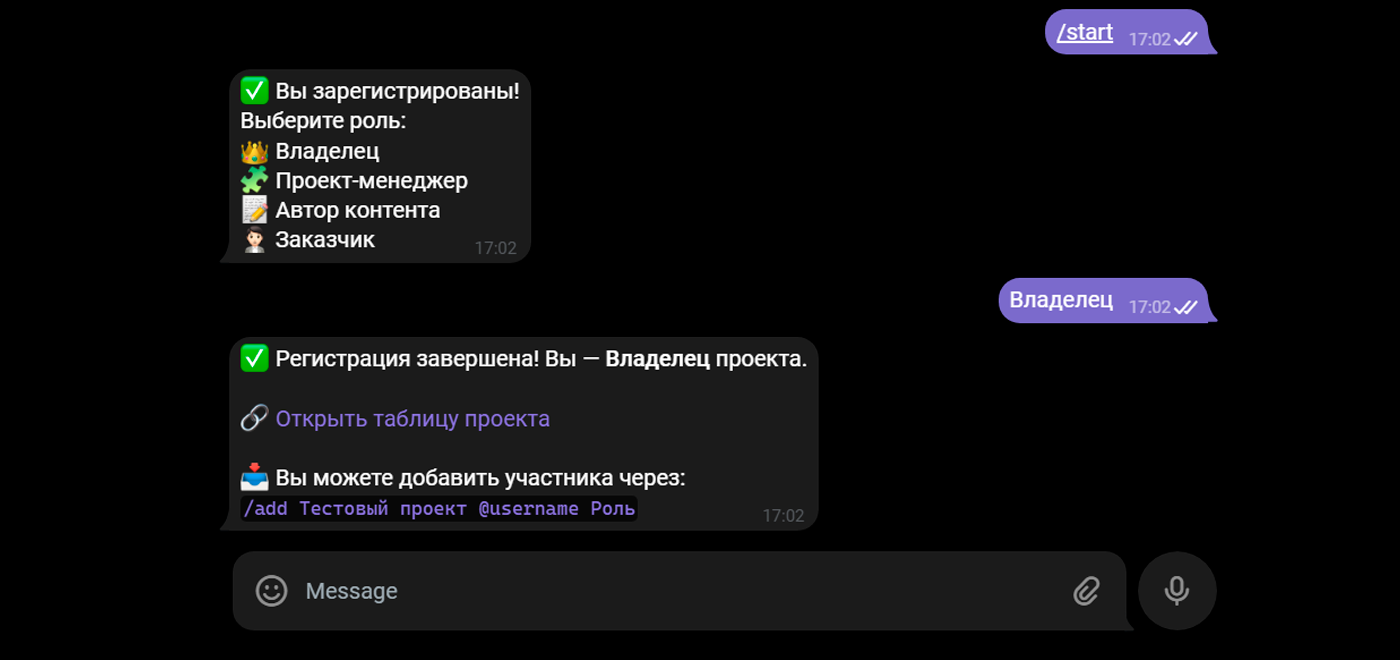 /start 17:02
✅ Вы зарегистрированы!
Выберите роль:
👑 Владелец
🧩 Проект-менеджер
📝 Автор контента
🧑🏻‍💼 Заказчик 17:02
Владелец 17:02
✅ Регистрация завершена! Вы — Владелец проекта.
🔗 Открыть таблицу проекта
📥 Вы можете добавить участника через:
/add Тестовый проект @username Роль 17:02
Message